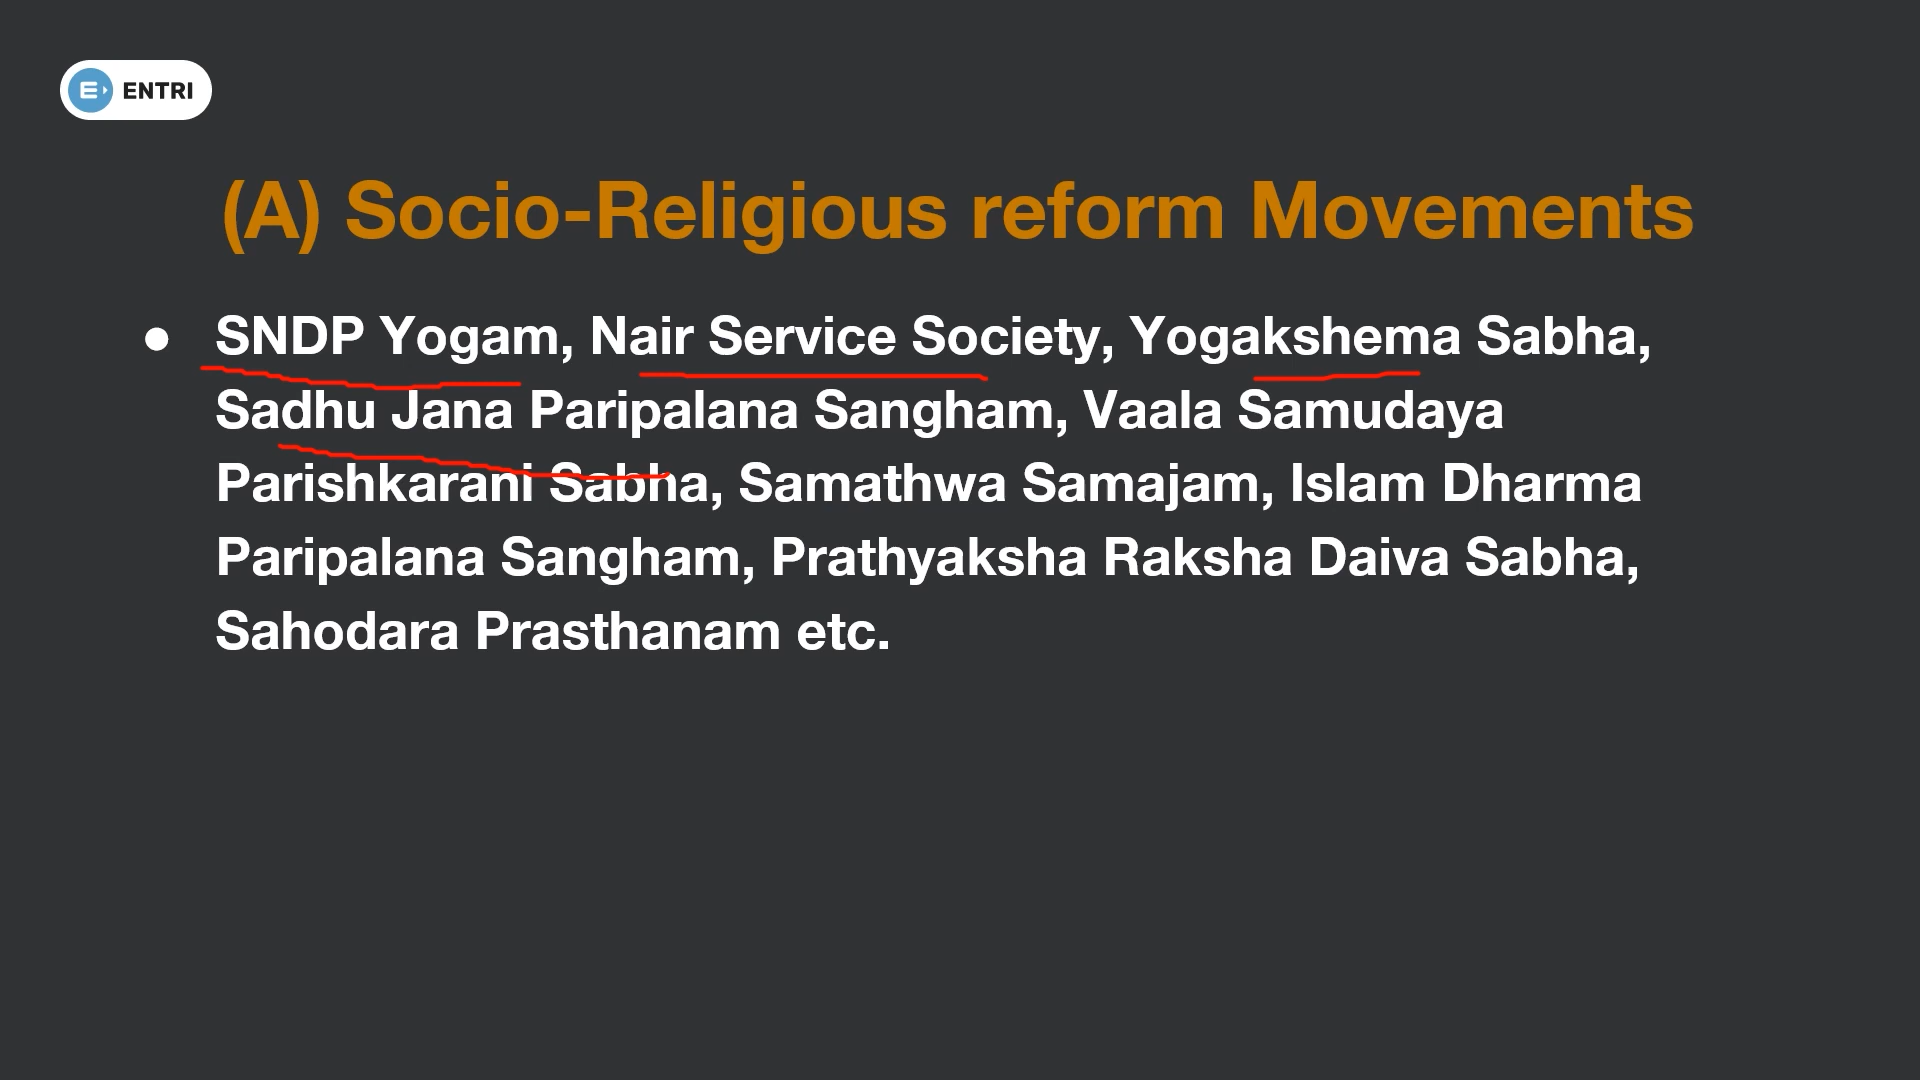 ENTRI
(A) Socio-Religious reform Movements
● SNDP Yogam, Nair Service Society, Yogakshema Sabha,
Sadhu Jana Paripalana Sangham, Vaala Samudaya
Parishkarani Sabha, Samathwa Samajam, Islam Dharma
Paripalana Sangham, Prathyaksha Raksha Daiva Sabha,
Sahodara Prasthanam etc.